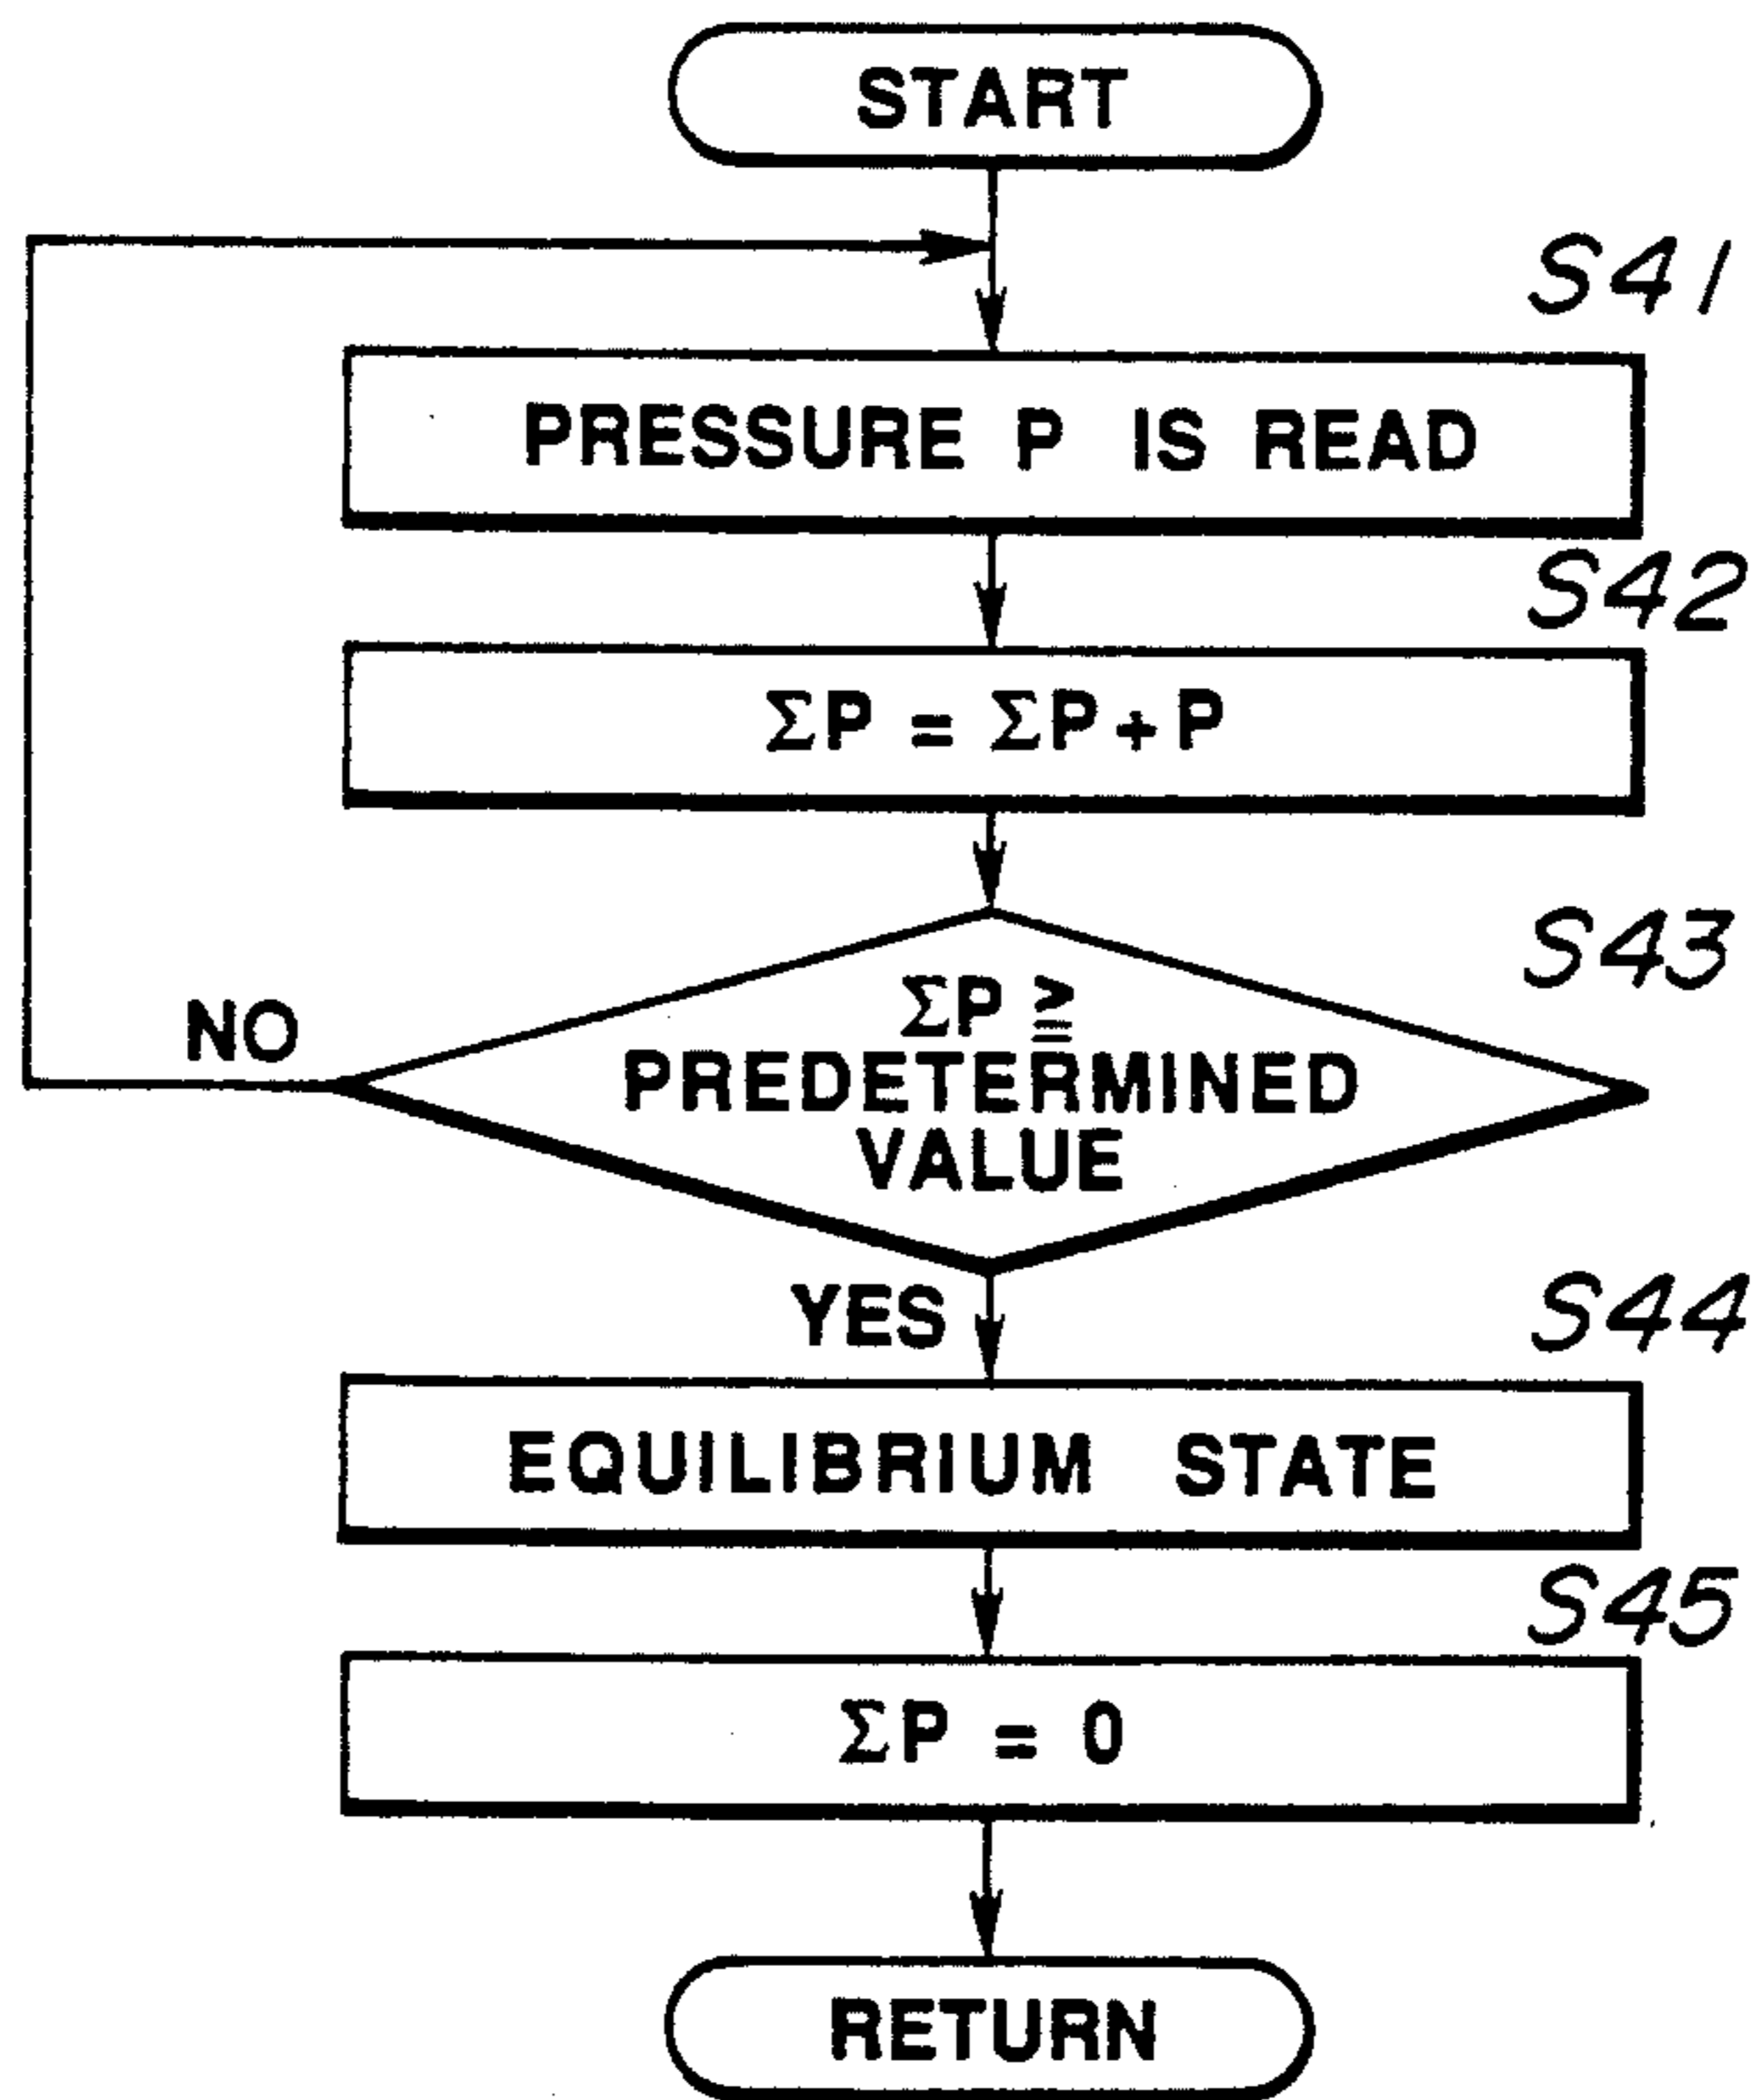 START
S41
PRESSURE P IS READ
S42
ΣP = ΣP + P
S43
ΣP ≧
PREDETERMINED
VALUE
NO
YES
S44
EQUILIBRIUM STATE
S45
ΣP = 0
RETURN